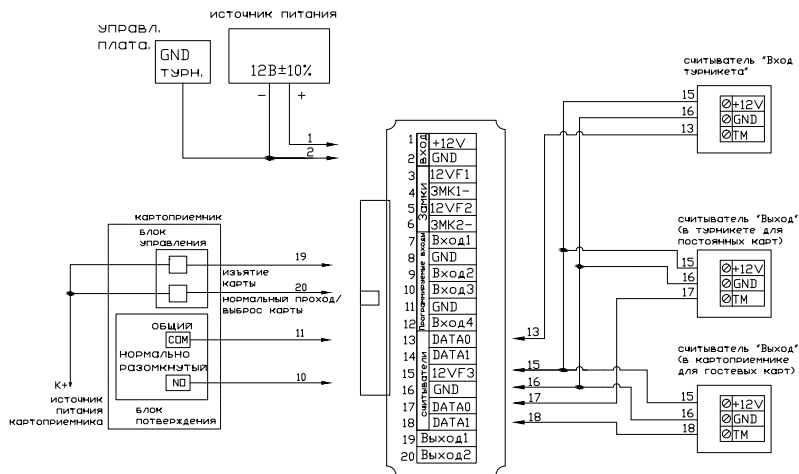 УПРАВЛ.
ПЛАТА.
GND
ТУРН.
ИСТОЧНИК ПИТАНИЯ
12В±10%
− +
1
2
КАРТОПРИЕМНИК
БЛОК
УПРАВЛЕНИЯ
19
ИЗЪЯТИЕ
КАРТЫ
20
НОРМАЛЬНЫЙ ПРОХОД/
ВЫБРОС КАРТЫ
ОБЩИЙ
COM
11
НОРМАЛЬНО
РАЗОМКНУТЫЙ
NO
10
БЛОК
ПОТВЕРЖДЕНИЯ
К+
ИСТОЧНИК
ПИТАНИЯ
КАРТОПРИЕМНИКА
ВХОД
1 +12V
2 GND
Замки
3 12VF1
4 ЗМК1-
5 12VF2
6 ЗМК2-
Программируемые входы
7 Вход1
8 GND
9 Вход2
10 Вход3
11 GND
12 Вход4
считыватели
13 DATA0
14 DATA1
15 12VF3
16 GND
17 DATA0
18 DATA1
19 Выход1
20 Выход2
13
15
16
17
18
СЧИТЫВАТЕЛЬ "Вход
ТУРНИКЕТА"
15 +12V
16 GND
13 TM
СЧИТЫВАТЕЛЬ "Выход"
(в турникете для
постоянных карт)
15 +12V
16 GND
17 TM
СЧИТЫВАТЕЛЬ "Выход"
(в картоприемнике
для гостевых карт)
15 +12V
16 GND
18 TM